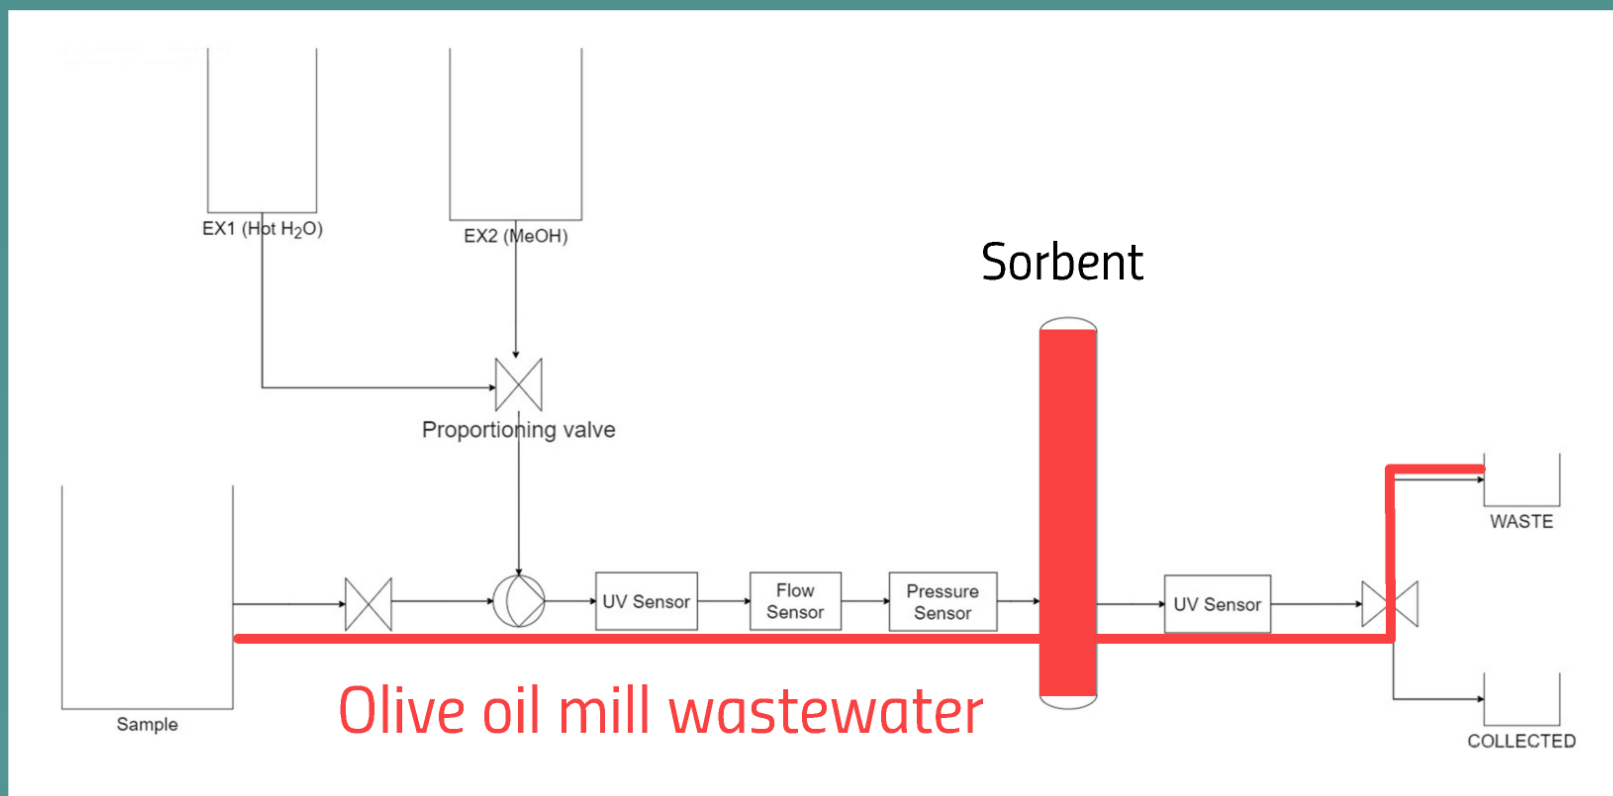 EX1 (Hot H₂O)
EX2 (MeOH)
Sorbent
Proportioning valve
WASTE
UV Sensor
Flow
Sensor
Pressure
Sensor
UV Sensor
Olive oil mill wastewater
Sample
COLLECTED